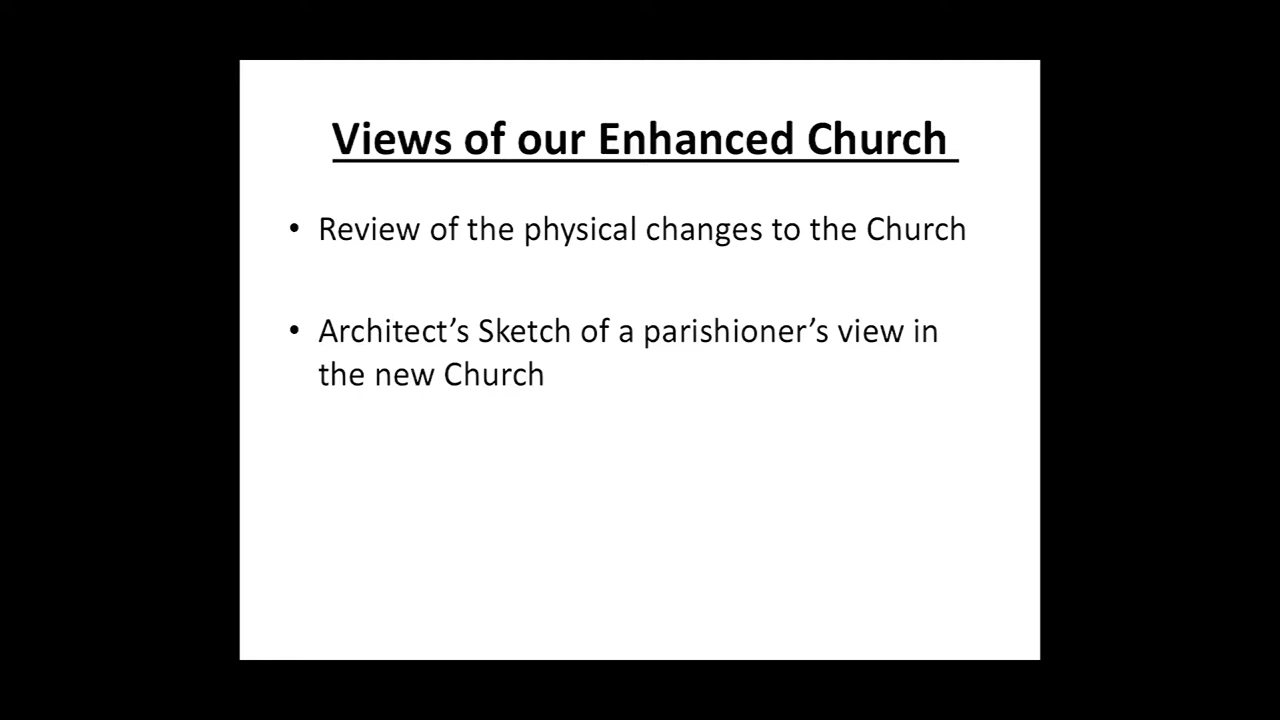 Views of our Enhanced Church
• Review of the physical changes to the Church
• Architect’s Sketch of a parishioner’s view in
the new Church